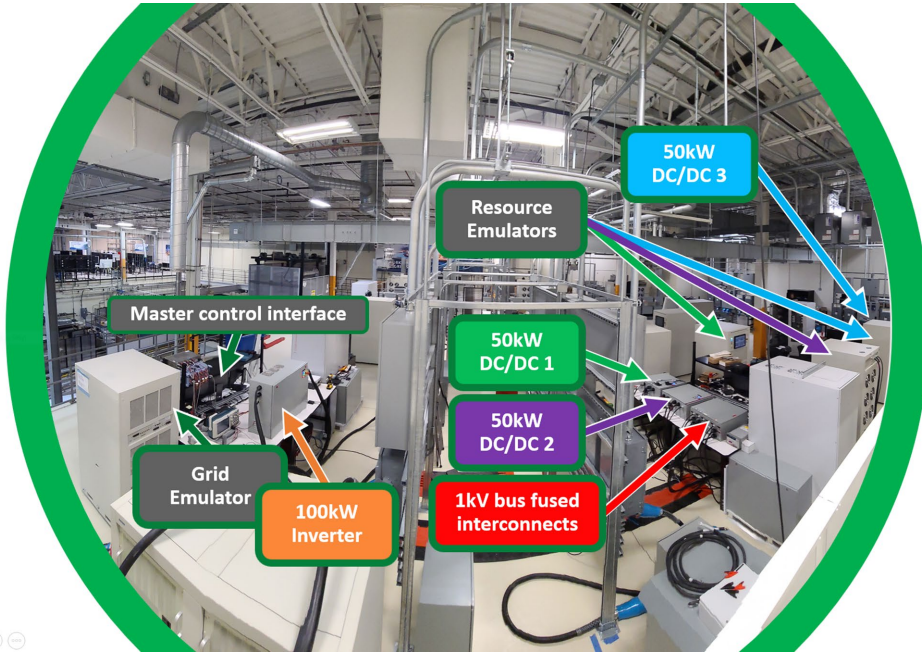 50kW
DC/DC 3
Resource
Emulators
Master control interface
50kW
DC/DC 1
50kW
DC/DC 2
Grid
Emulator
100kW
Inverter
1kV bus fused
interconnects